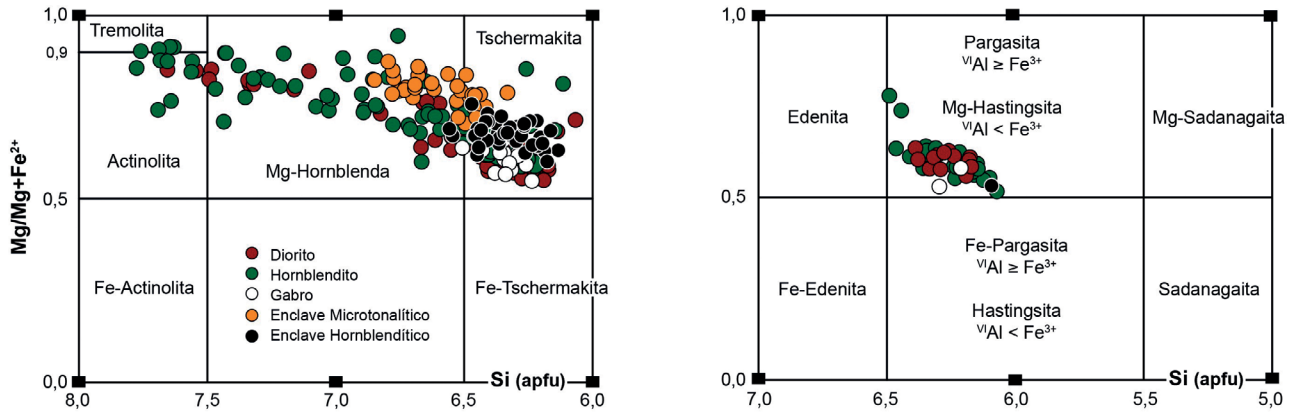 1,0
0,9
0,5
0,0
Mg/Mg+Fe²⁺
Tremolita
Tschermakita
Actinolita
Mg-Hornblenda
Fe-Actinolita
Fe-Tschermakita
Diorito
Hornblendito
Gabro
Enclave Microtonalítico
Enclave Hornblendítico
Si (apfu)
8,0 7,5 7,0 6,5 6,0
1,0
0,5
0,0
Pargasita
ⱽᴵAl ≥ Fe³⁺
Edenita
Mg-Hastingsita
ⱽᴵAl < Fe³⁺
Mg-Sadanagaita
Fe-Edenita
Fe-Pargasita
ⱽᴵAl ≥ Fe³⁺
Hastingsita
ⱽᴵAl < Fe³⁺
Sadanagaita
Si (apfu)
7,0 6,5 6,0 5,5 5,0